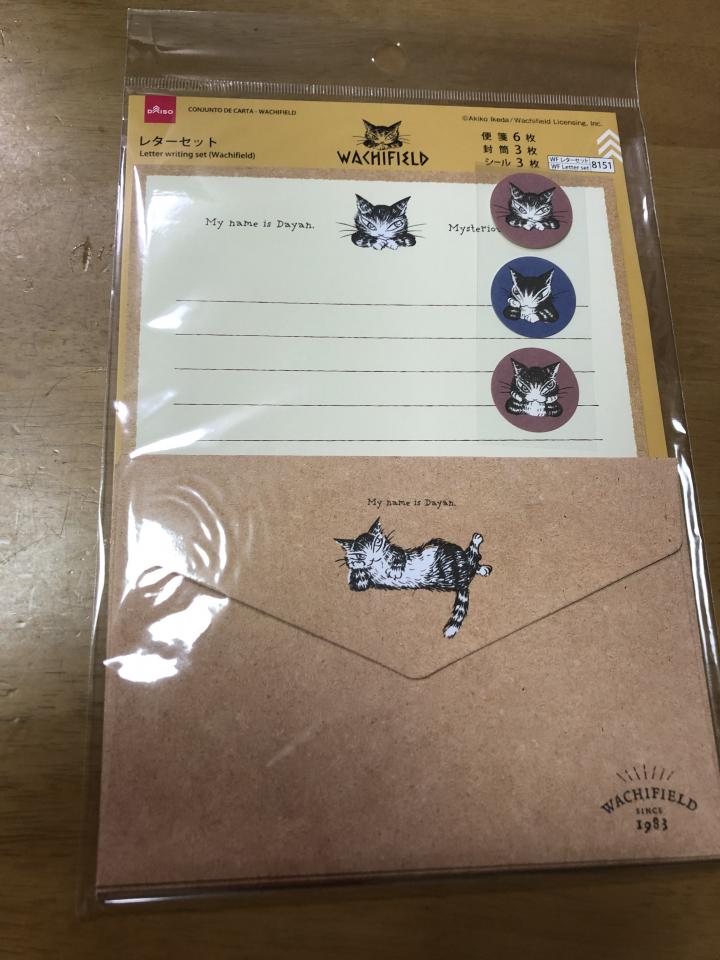 DAISO
CONJUNTO DE CARTA - WACHIFIELD
©Akiko Ikeda/Wachifield Licensing, Inc.
レターセット
Letter writing set (Wachifield)
WACHIFIELD
便箋 6 枚
封筒 3 枚
シール 3 枚
WFレターセット
WF Letter set
8151
My name is Dayan.
Mysteriou
My name is Dayan.
WACHIFIELD
SINCE
1983